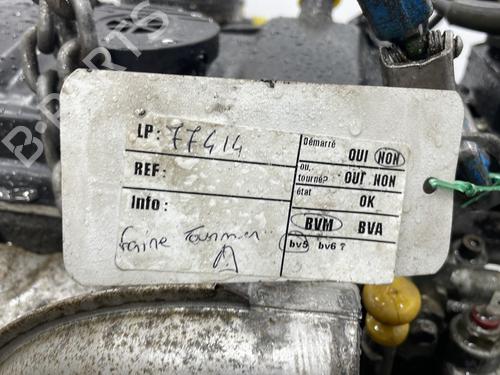 LP: 77414
REF:
Info:
faire Tourner
Démarré OUI NON
ou
tourné? OUI NON
état OK
BVM BVA
bv5 bv6?
B-PARTS